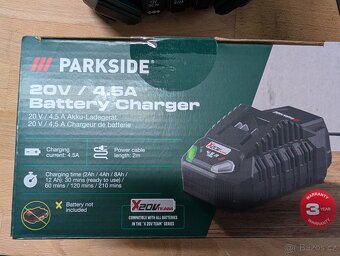 PARKSIDE®
20V / 4.5A
Battery Charger
20 V / 4,5 A Akku-Ladegerät
20 V / 4,5 A Chargeur de batterie
Charging current: 4.5A
Power cable length: 2m
Charging time (2Ah / 4Ah / 8Ah / 12 Ah): 30 mins (ready to use) / 60 mins / 120 mins / 210 mins
Battery not included
X20V TEAM
COMPATIBLE WITH ALL BATTERIES IN THE "X 20V TEAM" SERIES
WARRANTY
3 YEAR
WARRANTY